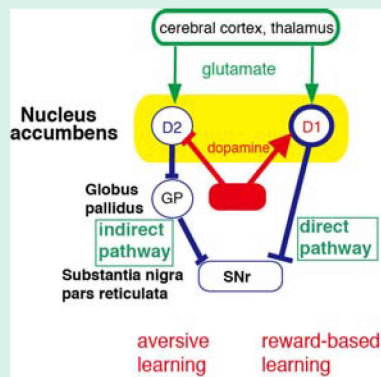 cerebral cortex, thalamus
glutamate
Nucleus
accumbens
D2
D1
dopamine
Globus
pallidus
GP
indirect
pathway
direct
pathway
Substantia nigra
pars reticulata
SNr
aversive
learning
reward-based
learning